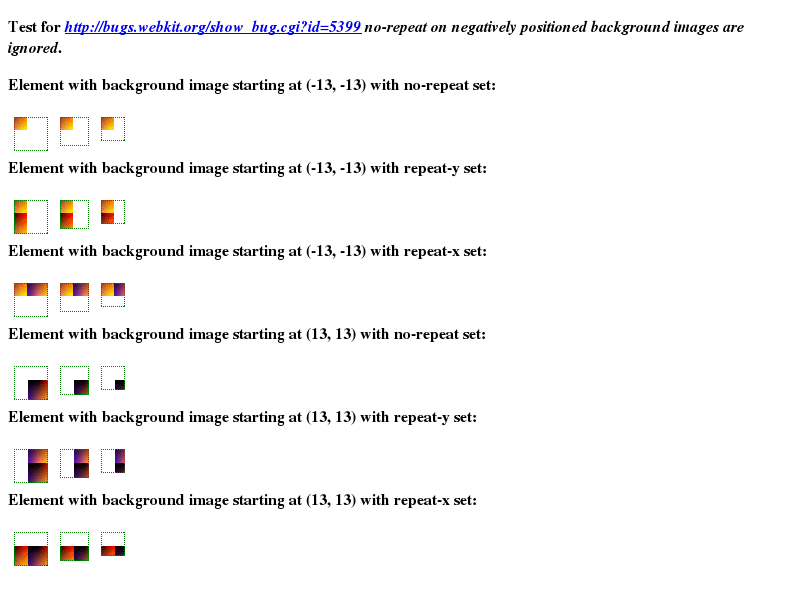 Test for http://bugs.webkit.org/show_bug.cgi?id=5399 no-repeat on negatively positioned background images are
ignored.
Element with background image starting at (-13, -13) with no-repeat set:
Element with background image starting at (-13, -13) with repeat-y set:
Element with background image starting at (-13, -13) with repeat-x set:
Element with background image starting at (13, 13) with no-repeat set:
Element with background image starting at (13, 13) with repeat-y set:
Element with background image starting at (13, 13) with repeat-x set: